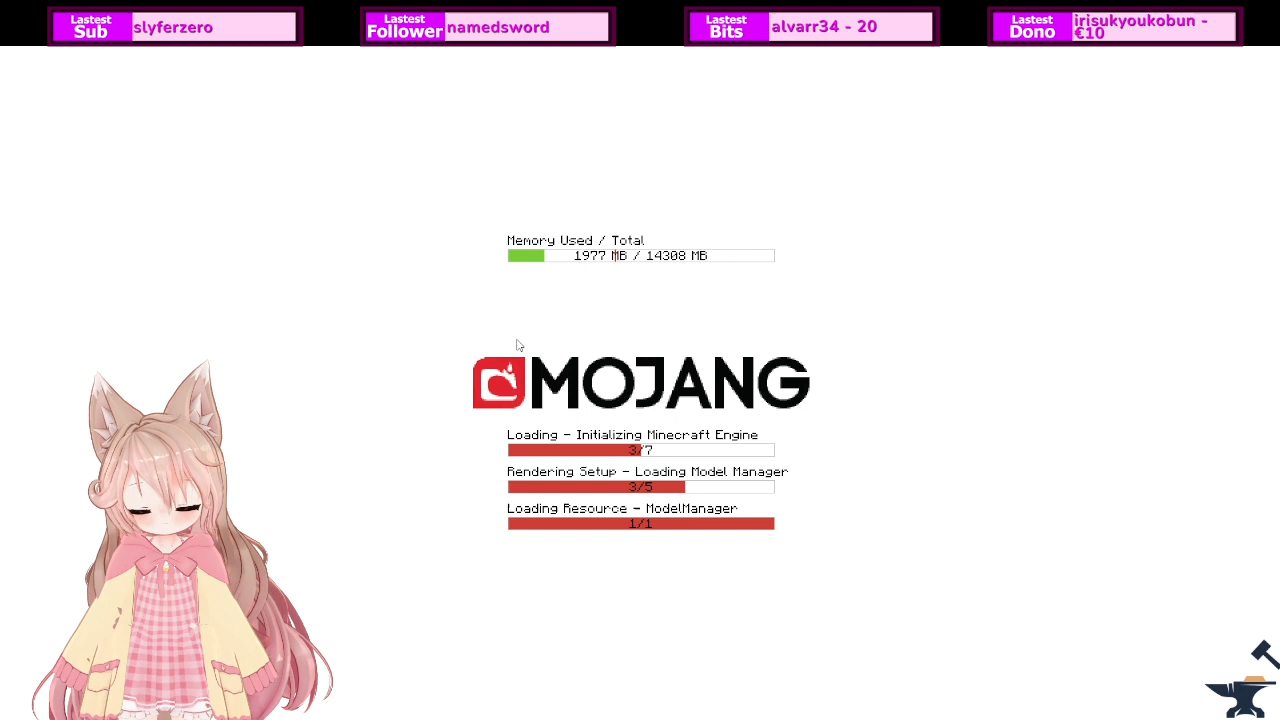 Lastest
Sub
slyferzero
Lastest
Follower
namedsword
Lastest
Bits
alvarr34 - 20
Lastest
Dono
irisukyoukobun -
€10
Memory Used / Total
1977 MB / 14308 MB
MOJANG
Loading - Initializing Minecraft Engine
3/7
Rendering Setup - Loading Model Manager
3/5
Loading Resource - ModelManager
1/1